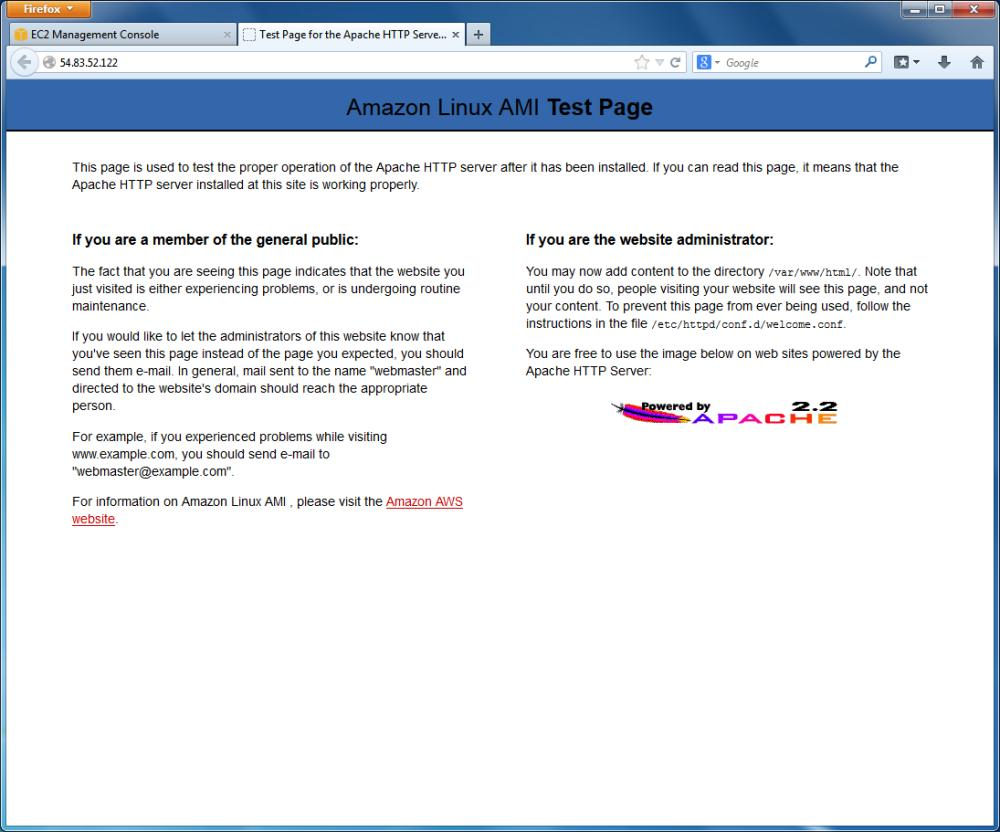 Firefox
EC2 Management Console
Test Page for the Apache HTTP Serve...
54.83.52.122
Google
Amazon Linux AMI Test Page
This page is used to test the proper operation of the Apache HTTP server after it has been installed. If you can read this page, it means that the
Apache HTTP server installed at this site is working properly.
If you are a member of the general public:
The fact that you are seeing this page indicates that the website you
just visited is either experiencing problems, or is undergoing routine
maintenance.
If you would like to let the administrators of this website know that
you've seen this page instead of the page you expected, you should
send them e-mail. In general, mail sent to the name "webmaster" and
directed to the website's domain should reach the appropriate
person.
For example, if you experienced problems while visiting
www.example.com, you should send e-mail to
"webmaster@example.com".
For information on Amazon Linux AMI , please visit the Amazon AWS
website.
If you are the website administrator:
You may now add content to the directory /var/www/html/. Note that
until you do so, people visiting your website will see this page, and not
your content. To prevent this page from ever being used, follow the
instructions in the file /etc/httpd/conf.d/welcome.conf.
You are free to use the image below on web sites powered by the
Apache HTTP Server:
Powered by 2.2
APACHE